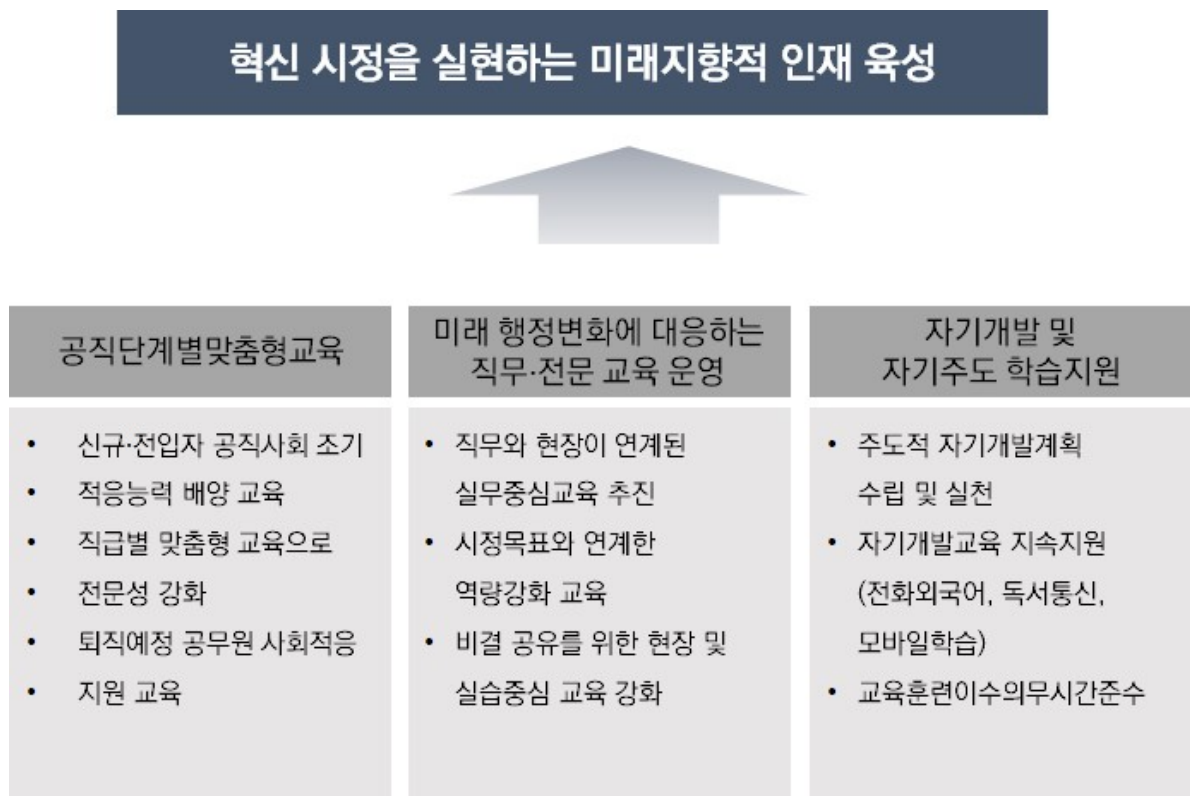 혁신 시정을 실현하는 미래지향적 인재 육성
공직단계별맞춤형교육
• 신규·전입자 공직사회 조기
• 적응능력 배양 교육
• 직급별 맞춤형 교육으로
• 전문성 강화
• 퇴직예정 공무원 사회적응
• 지원 교육
미래 행정변화에 대응하는
직무·전문 교육 운영
• 직무와 현장이 연계된
실무중심교육 추진
• 시정목표와 연계한
역량강화 교육
• 비결 공유를 위한 현장 및
실습중심 교육 강화
자기개발 및
자기주도 학습지원
• 주도적 자기개발계획
수립 및 실천
• 자기개발교육 지속지원
(전화외국어, 독서통신,
모바일학습)
• 교육훈련이수의무시간준수